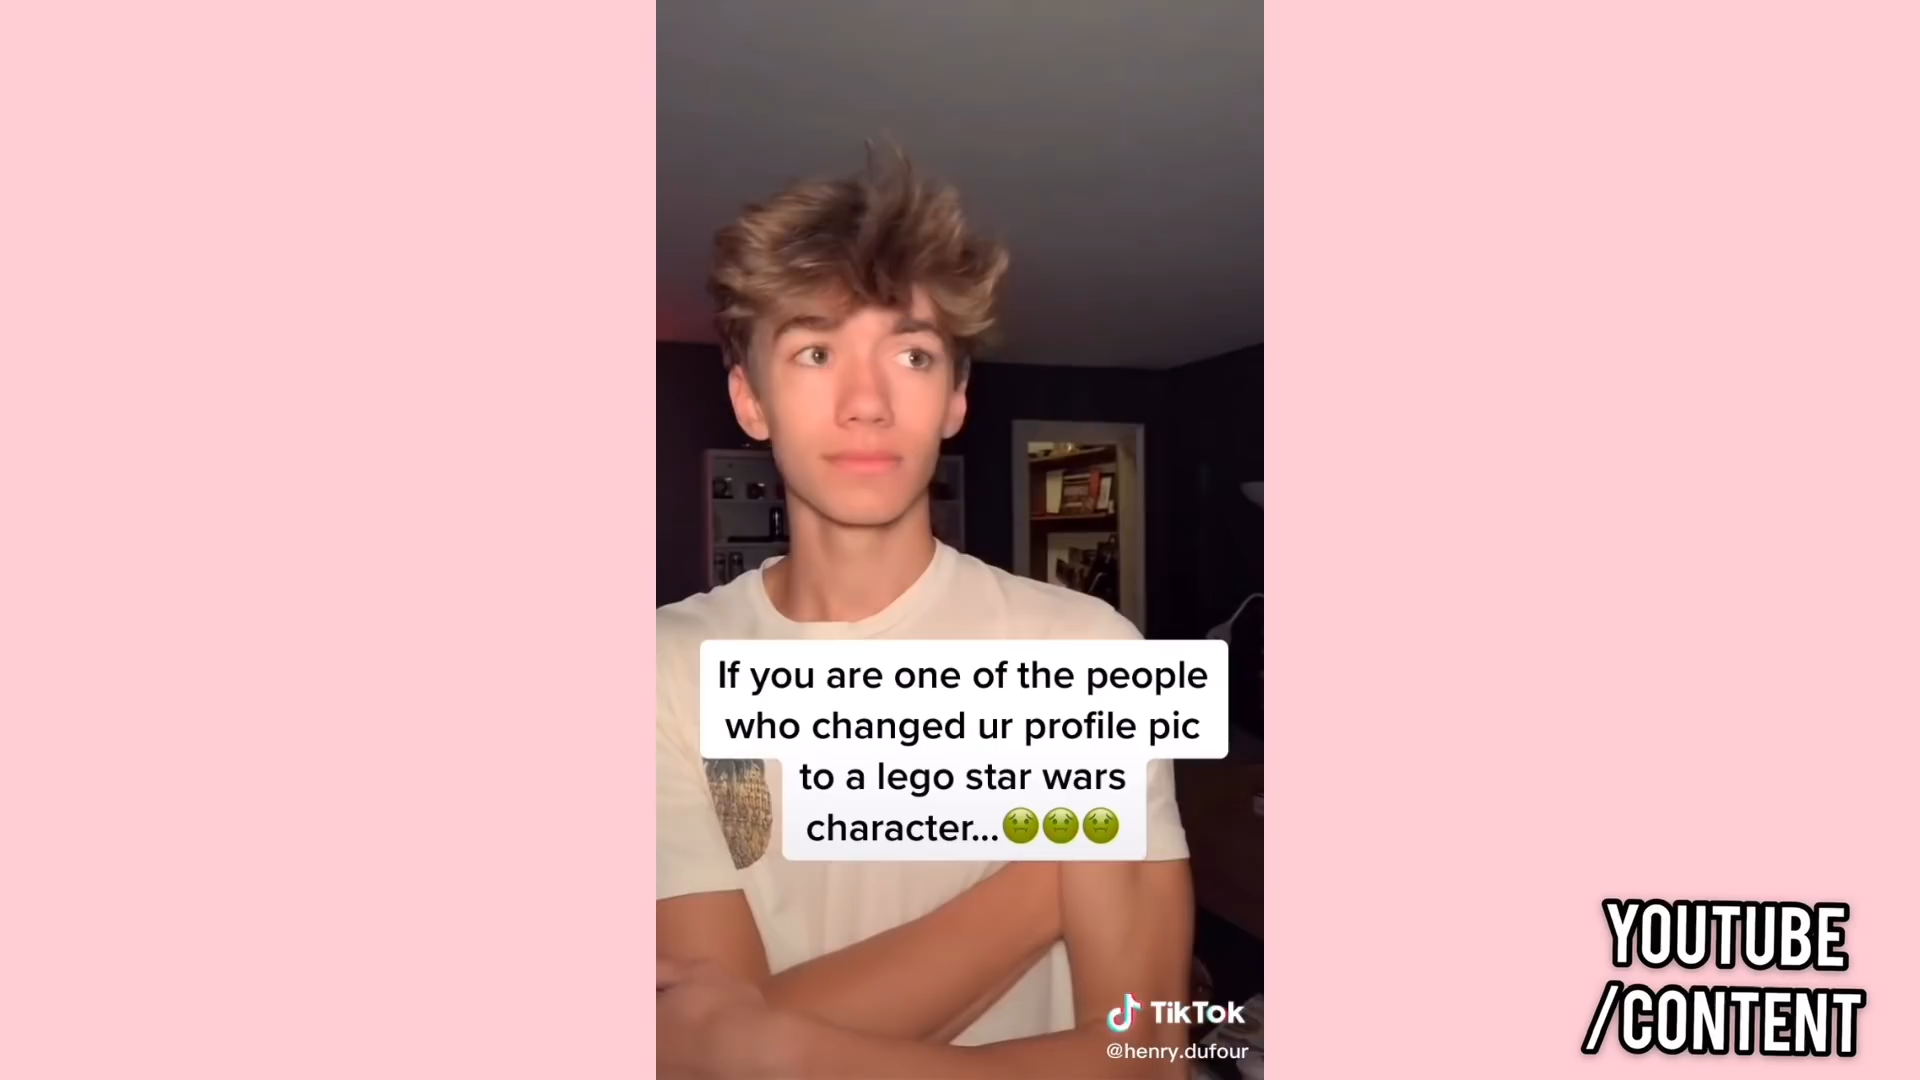 If you are one of the people
who changed ur profile pic
to a lego star wars
character...🤢🤢🤢
TikTok
@henry.dufour
YOUTUBE
/CONTENT